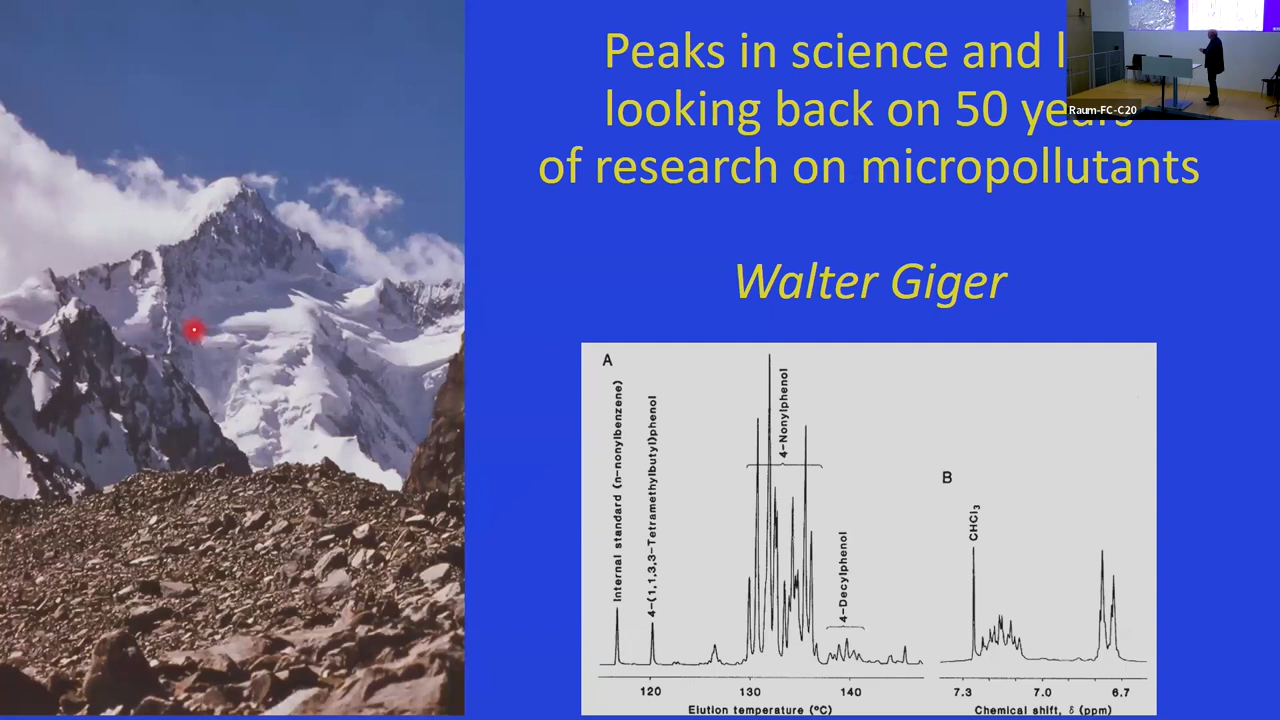 Peaks in science and l
looking back on 50 years
of research on micropollutants
Raum-FC-C20
Walter Giger
A
Internal standard (n-nonylbenzene)
4-(1,1,3,3-Tetramethylbutyl)phenol
4-Nonylphenol
4-Decylphenol
120 130 140
Elution temperature (°C)
B
CHCl3
7.3 7.0 6.7
Chemical shift, δ (ppm)